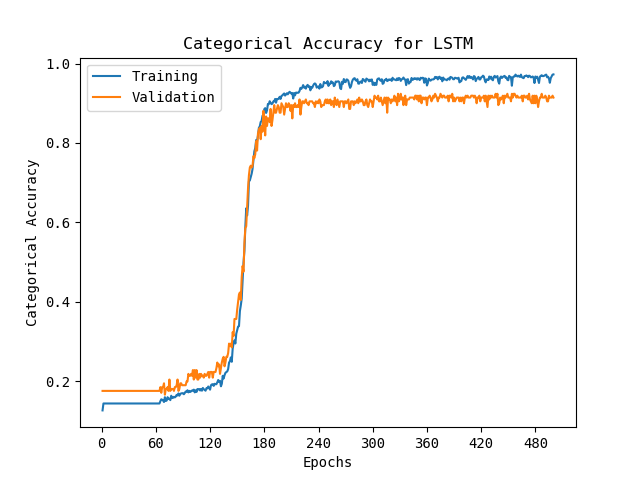 Categorical Accuracy for LSTM
Training
Validation
1.0
0.8
0.6
0.4
0.2
Categorical Accuracy
0 60 120 180 240 300 360 420 480
Epochs